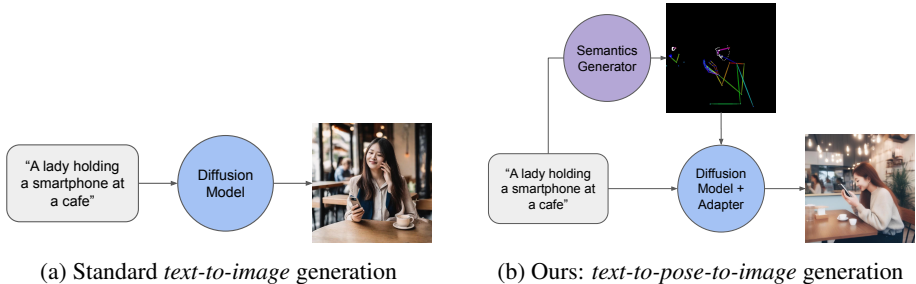 Semantics
Generator
“A lady holding
a smartphone at
a cafe”
Diffusion
Model
“A lady holding
a smartphone at
a cafe”
Diffusion
Model +
Adapter
(a) Standard text-to-image generation
(b) Ours: text-to-pose-to-image generation